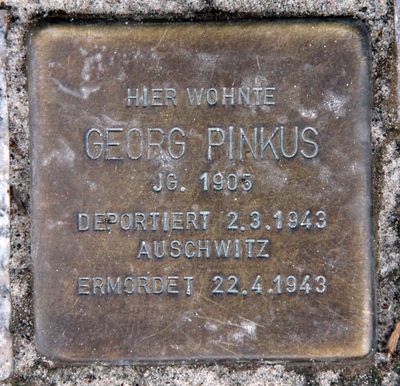 HIER WOHNTE
GEORG PINKUS
JG. 1905
DEPORTIERT 2.3.1943
AUSCHWITZ
ERMORDET 22.4.1943